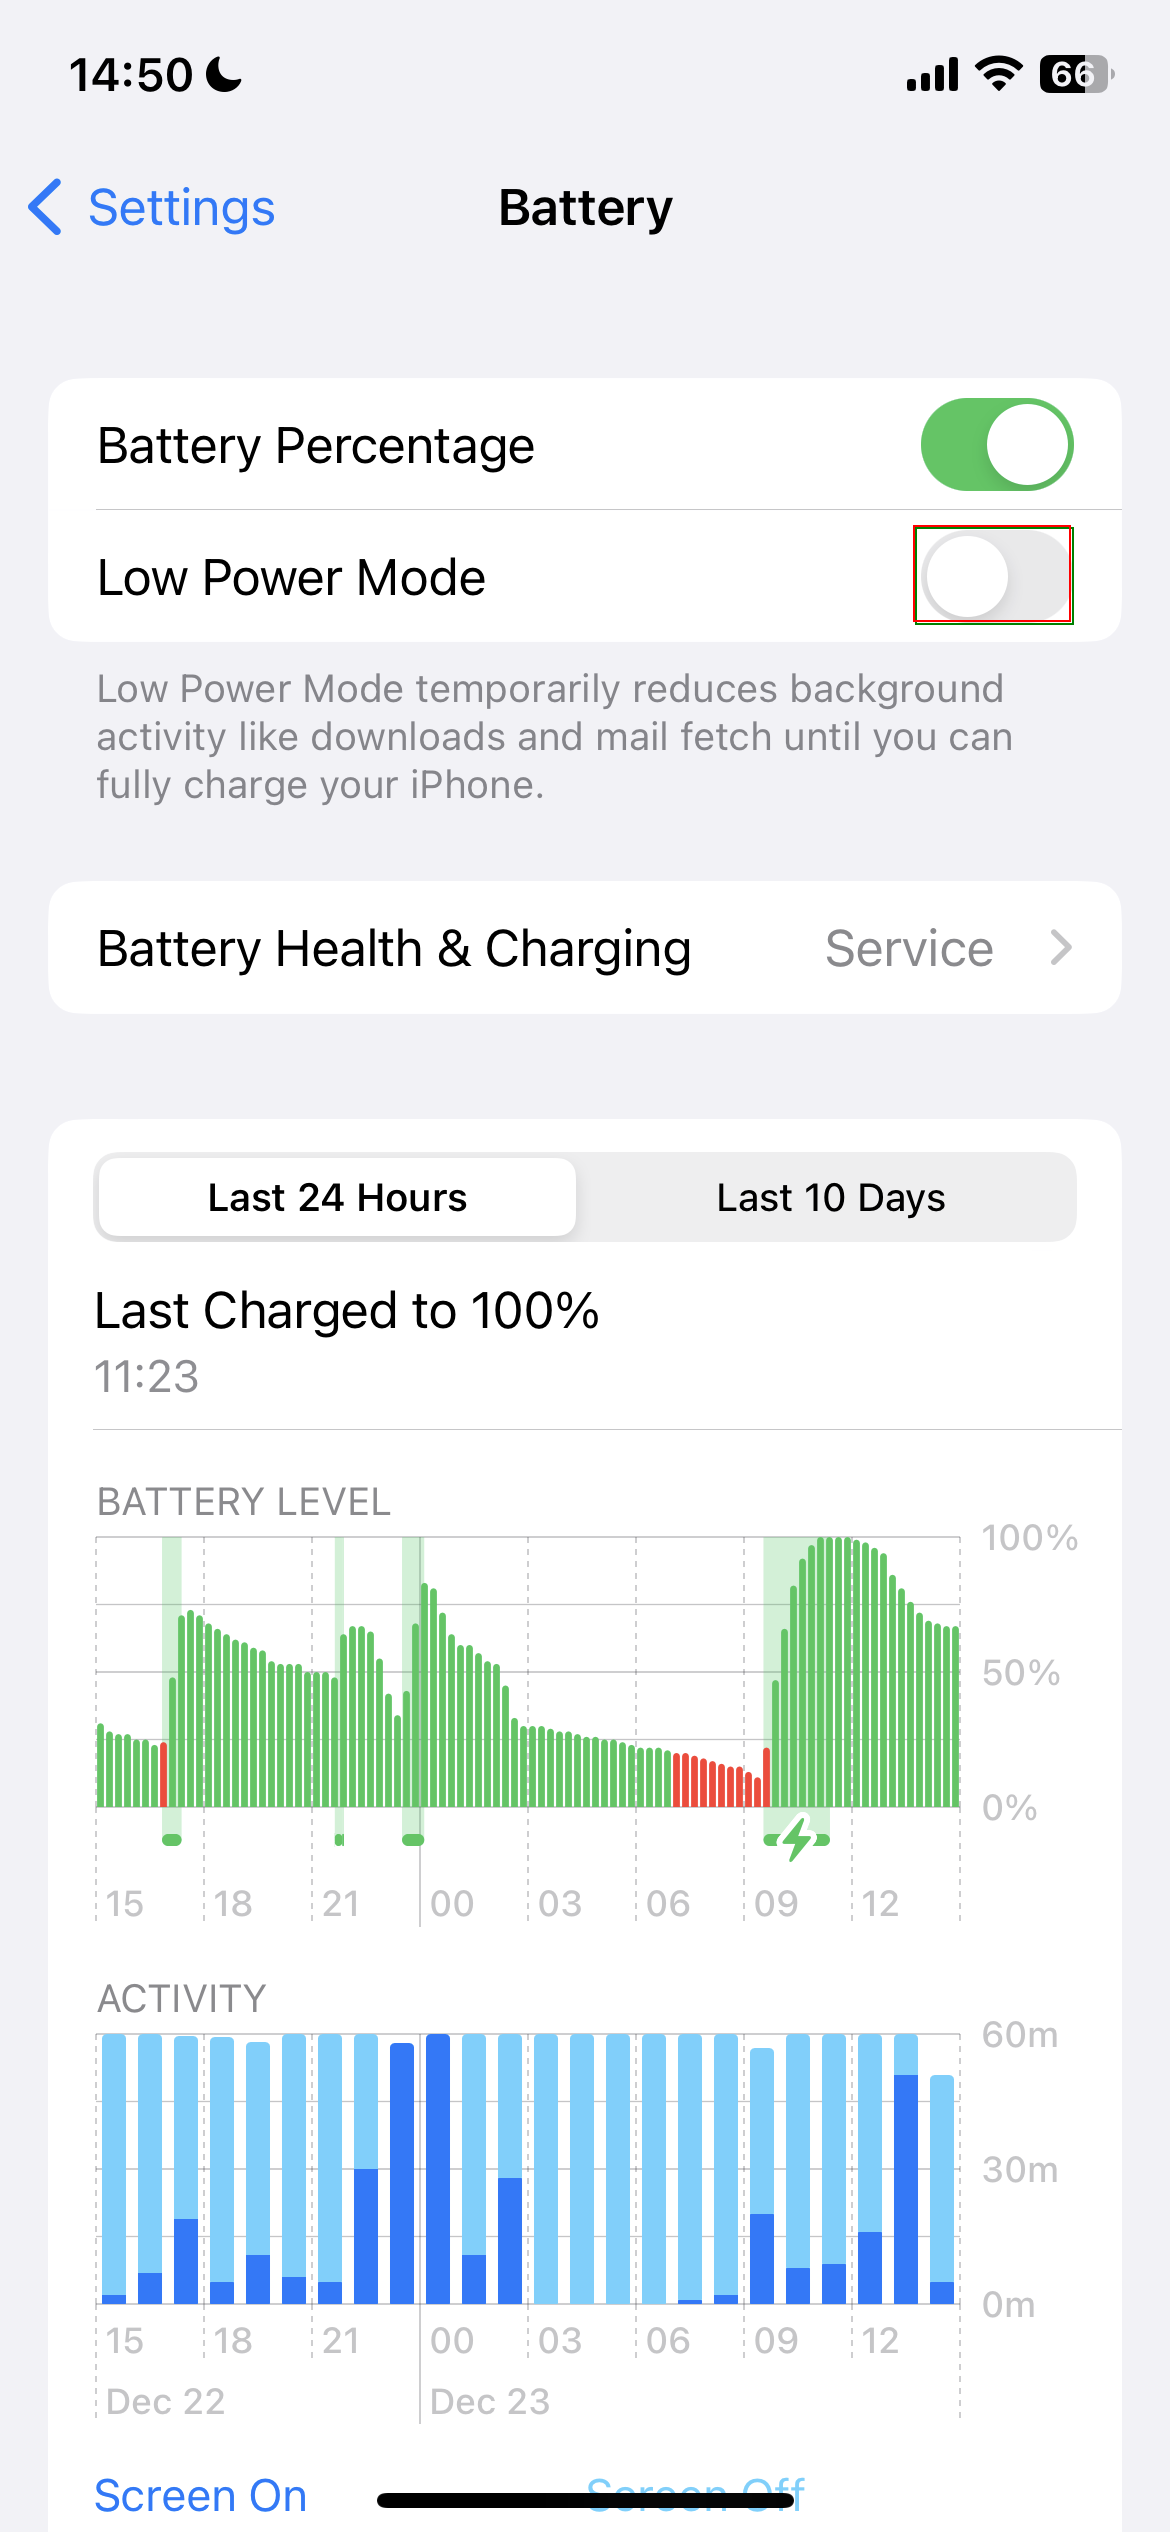 14:50 66
Settings Battery
Battery Percentage
Low Power Mode
Low Power Mode temporarily reduces background
activity like downloads and mail fetch until you can
fully charge your iPhone.
Battery Health & Charging Service
Last 24 Hours Last 10 Days
Last Charged to 100%
11:23
BATTERY LEVEL
100%
50%
0%
15 18 21 00 03 06 09 12
ACTIVITY
60m
30m
0m
15 18 21 00 03 06 09 12
Dec 22 Dec 23
Screen On Screen Off